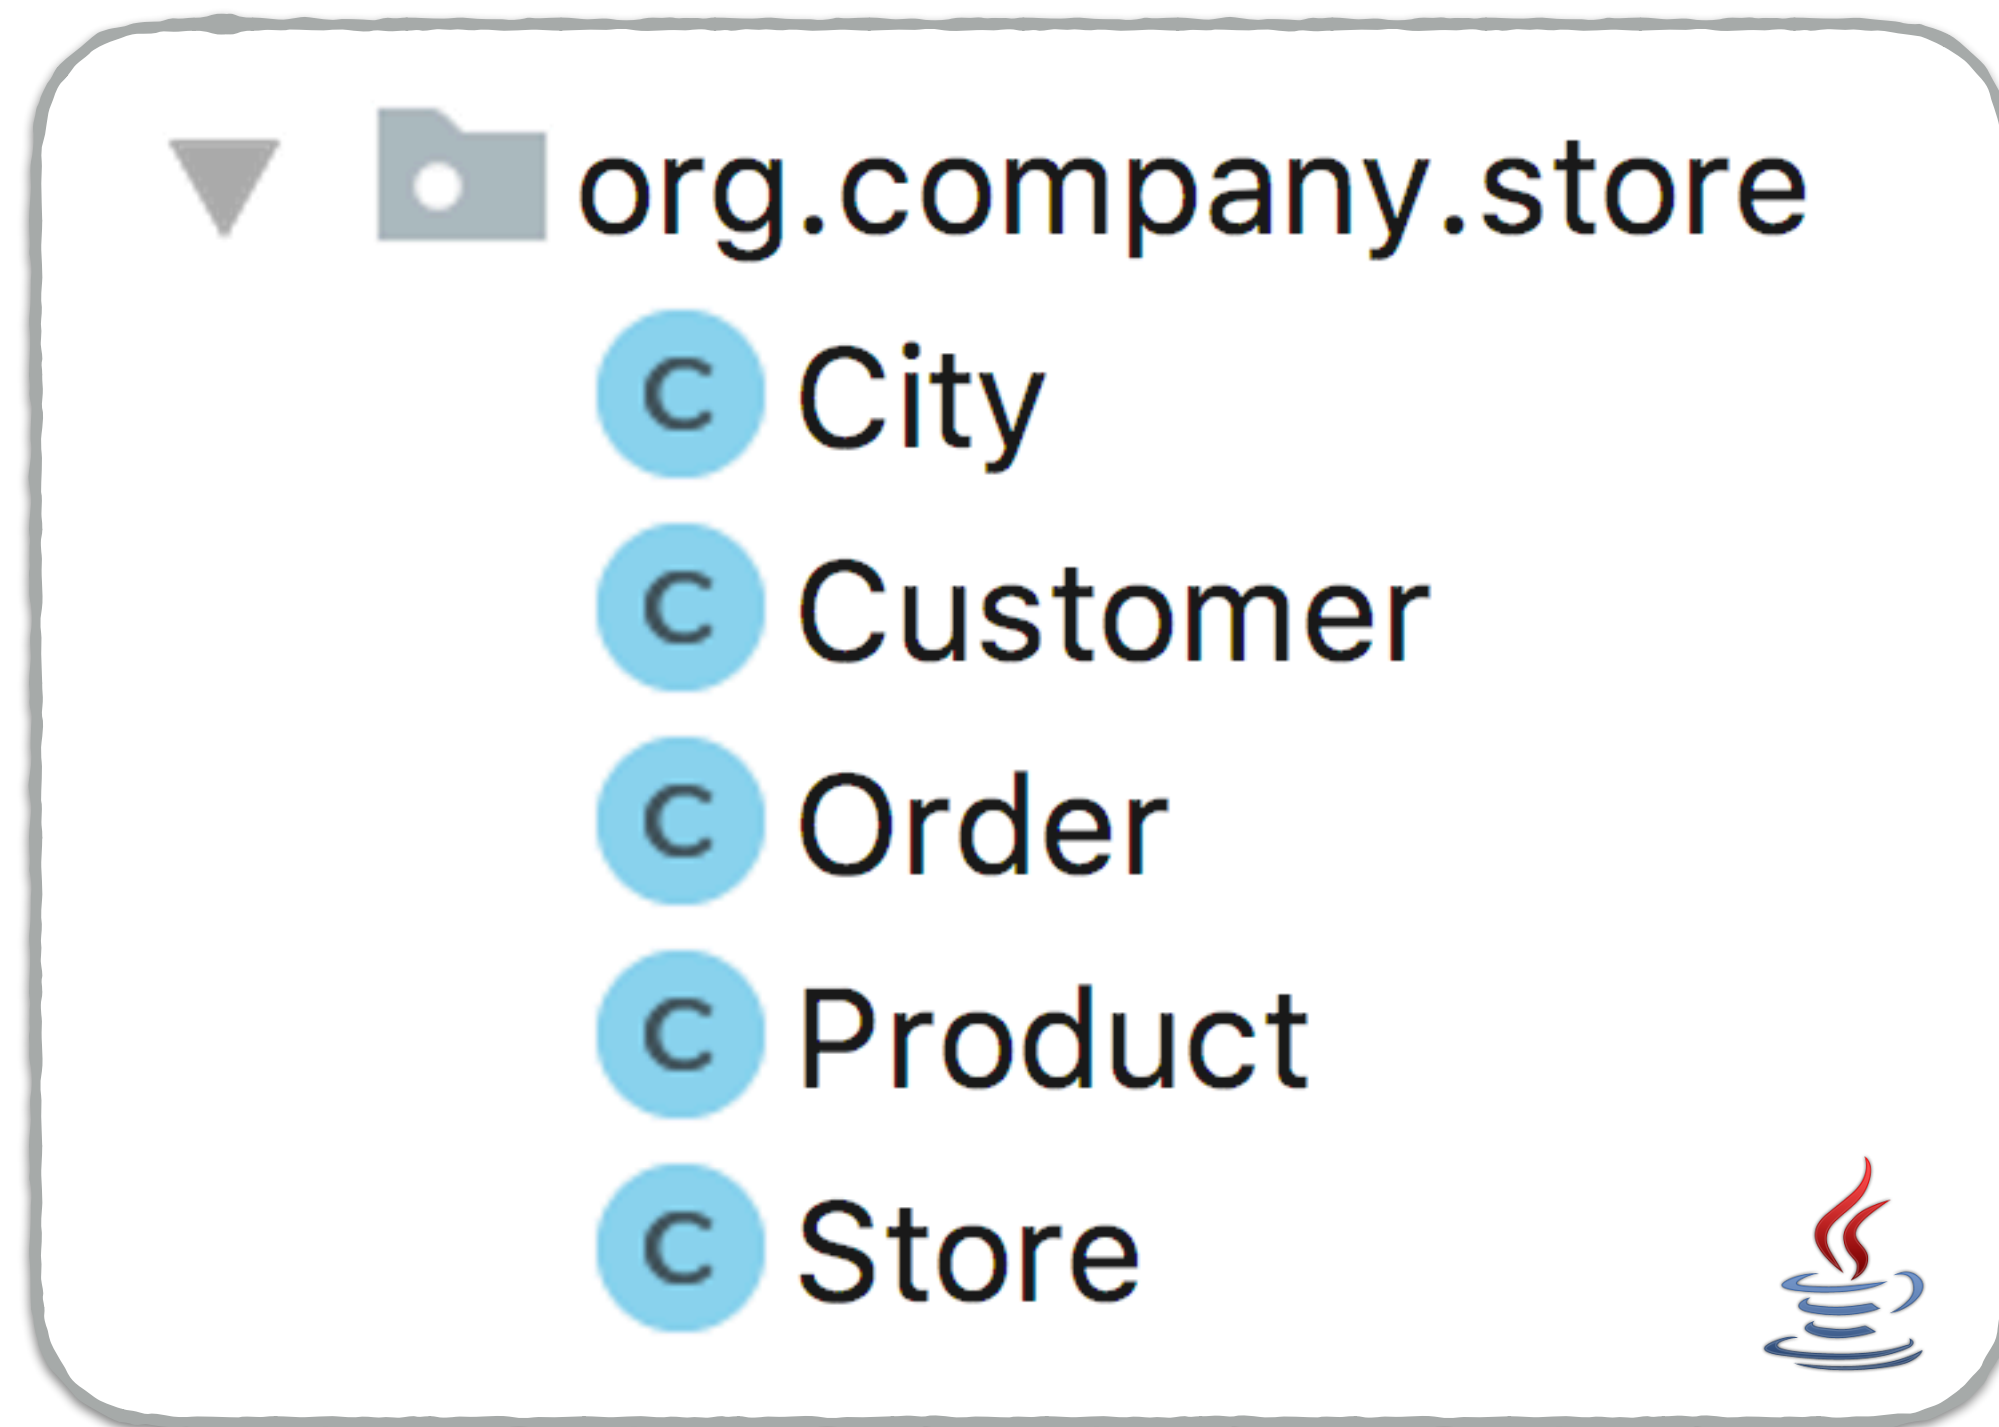 org.company.store
C City
C Customer
C Order
C Product
C Store